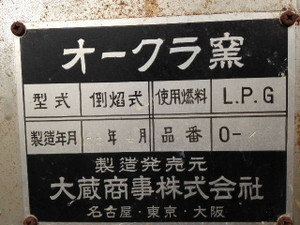 オークラ窯
型式 倒焔式 使用燃料 L.P.G
製造年月 年 月 品番 0-
製造発売元
大蔵商事株式会社
名古屋・東京・大阪